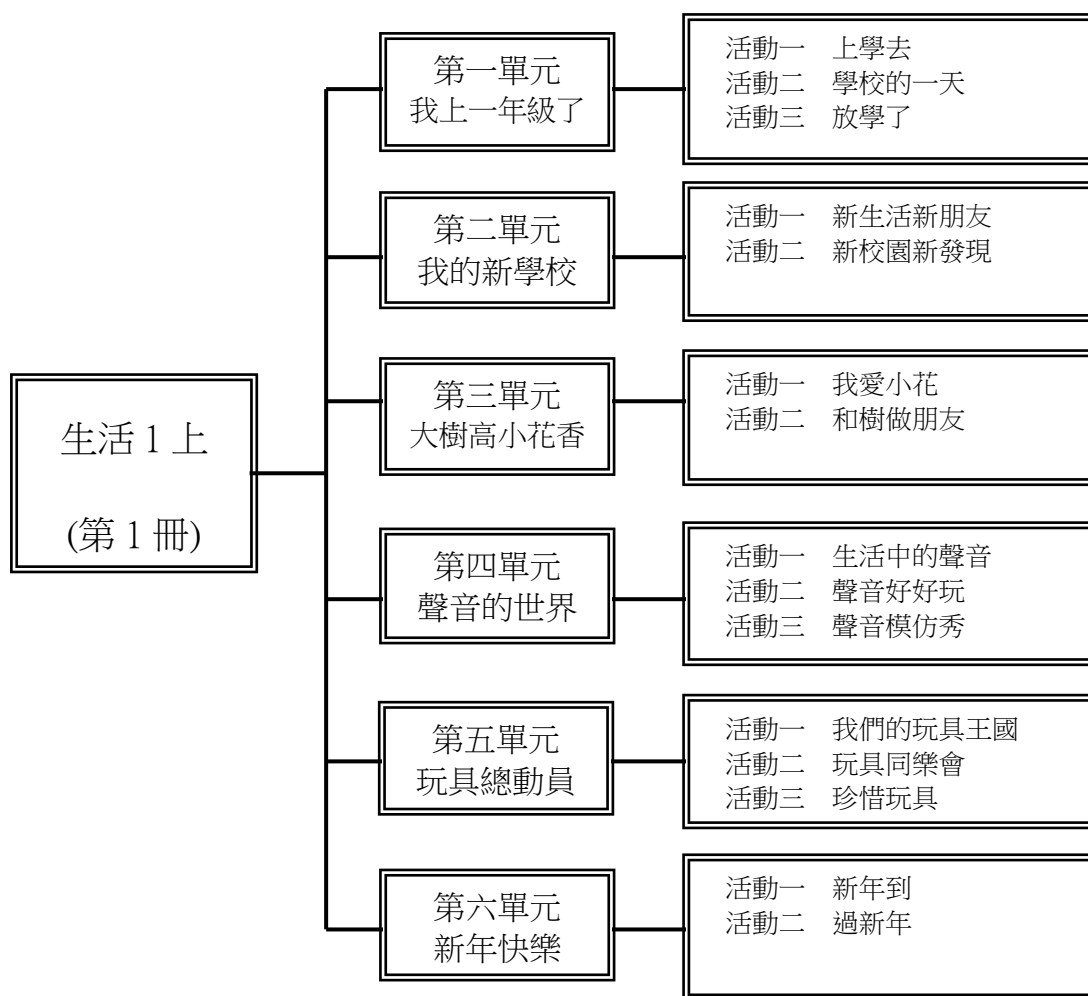 生活1上
(第1冊)
第一單元
我上一年級了
活動一　上學去
活動二　學校的一天
活動三　放學了
第二單元
我的新學校
活動一　新生活新朋友
活動二　新校園新發現
第三單元
大樹高小花香
活動一　我愛小花
活動二　和樹做朋友
第四單元
聲音的世界
活動一　生活中的聲音
活動二　聲音好好玩
活動三　聲音模仿秀
第五單元
玩具總動員
活動一　我們的玩具王國
活動二　玩具同樂會
活動三　珍惜玩具
第六單元
新年快樂
活動一　新年到
活動二　過新年